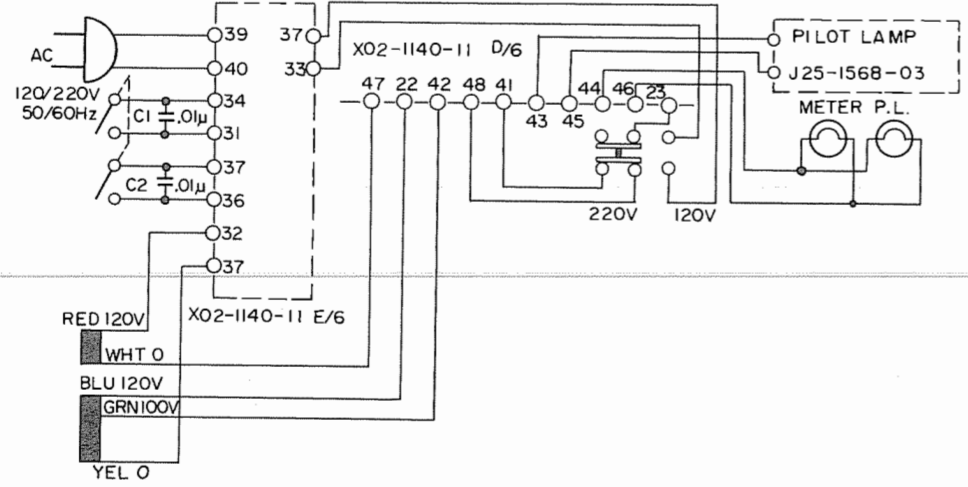 39
37
AC
40
33
X02-1140-11 D/6
PILOT LAMP
J25-1568-03
120/220V
50/60Hz
34
C1 .01μ
31
47 22 42 48 41
43 45
44 46 23
METER P.L.
37
C2 .01μ
36
220V
120V
32
37
X02-1140-11 E/6
RED 120V
WHT 0
BLU 120V
GRN 100V
YEL 0